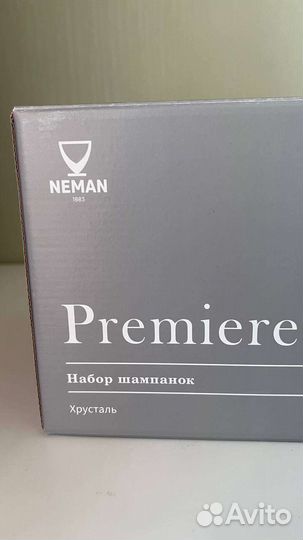 NEMAN
1883
Premiere
Набор шампанок
Хрусталь
Avito